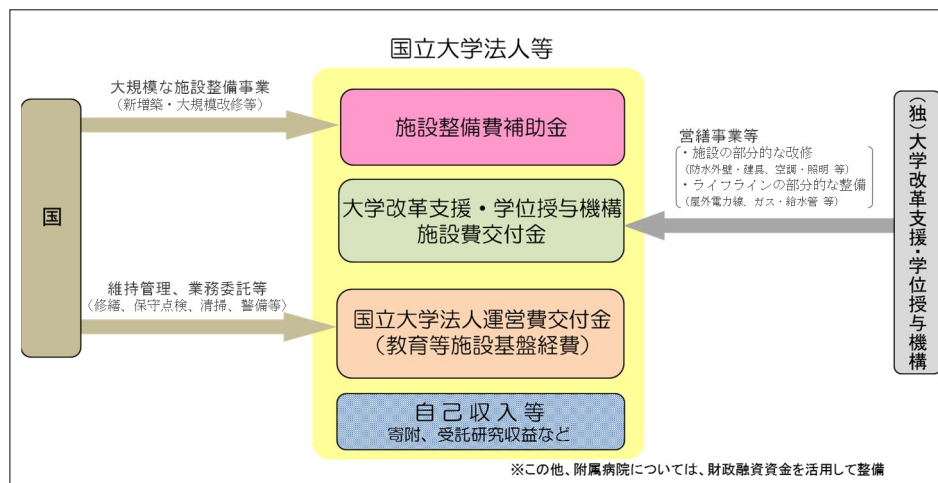 国立大学法人等
大規模な施設整備事業
（新増築・大規模改修等）
施設整備費補助金
営繕事業等
・施設の部分的な改修
（防水外壁・建具、空調・照明 等）
・ライフラインの部分的な整備
（屋外電力線、ガス・給水管 等）
大学改革支援・学位授与機構
施設費交付金
国
（独）大学改革支援・学位授与機構
維持管理、業務委託等
（修繕、保守点検、清掃、警備等）
国立大学法人運営費交付金
（教育等施設基盤経費）
自己収入等
寄附、受託研究収益など
※この他、附属病院については、財政融資資金を活用して整備